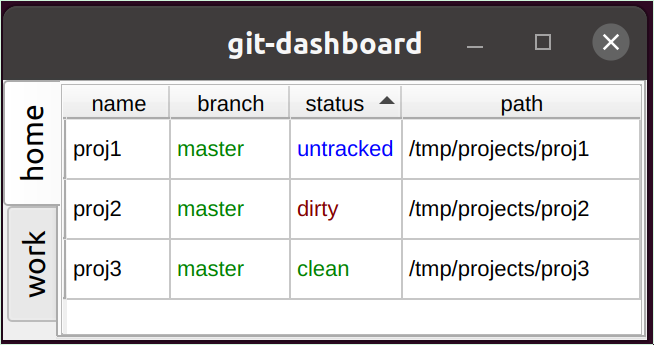 git-dashboard
home
work
name branch status path
proj1 master untracked /tmp/projects/proj1
proj2 master dirty /tmp/projects/proj2
proj3 master clean /tmp/projects/proj3